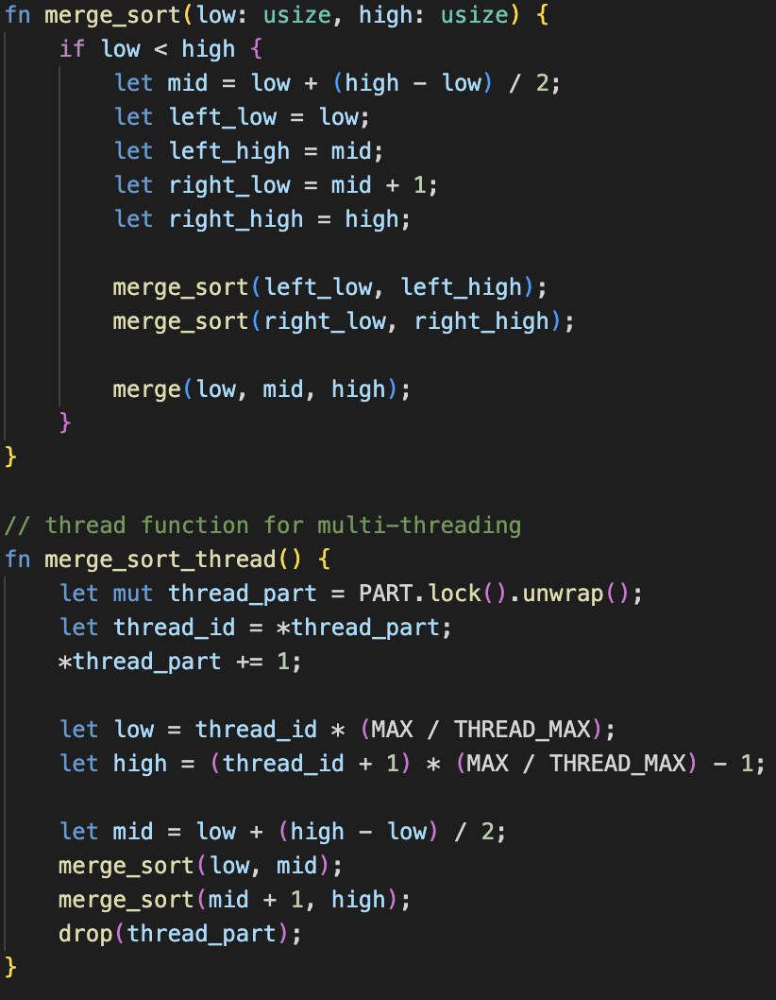 fn merge_sort(low: usize, high: usize) {
    if low < high {
        let mid = low + (high - low) / 2;
        let left_low = low;
        let left_high = mid;
        let right_low = mid + 1;
        let right_high = high;

        merge_sort(left_low, left_high);
        merge_sort(right_low, right_high);

        merge(low, mid, high);
    }
}

// thread function for multi-threading
fn merge_sort_thread() {
    let mut thread_part = PART.lock().unwrap();
    let thread_id = *thread_part;
    *thread_part += 1;

    let low = thread_id * (MAX / THREAD_MAX);
    let high = (thread_id + 1) * (MAX / THREAD_MAX) - 1;

    let mid = low + (high - low) / 2;
    merge_sort(low, mid);
    merge_sort(mid + 1, high);
    drop(thread_part);
}